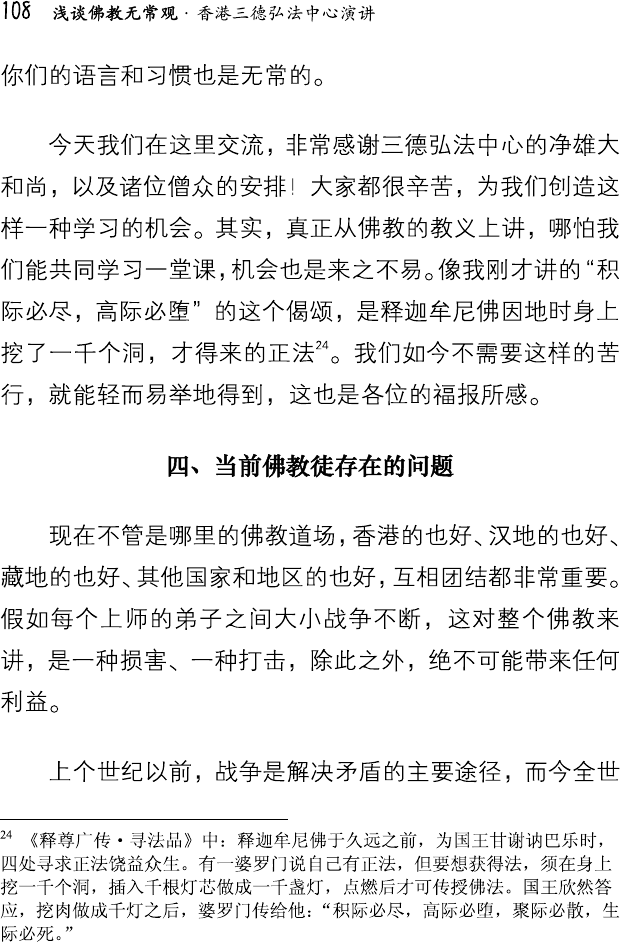 108 浅谈佛教无常观·香港三德弘法中心演讲
你们的语言和习惯也是无常的。
今天我们在这里交流，非常感谢三德弘法中心的净雄大
和尚，以及诸位僧众的安排！大家都很辛苦，为我们创造这
样一种学习的机会。其实，真正从佛教的教义上讲，哪怕我
们能共同学习一堂课，机会也是来之不易。像我刚才讲的“积
际必尽，高际必堕”的这个偈颂，是释迦牟尼佛因地时身上
挖了一千个洞，才得来的正法24。我们如今不需要这样的苦
行，就能轻而易举地得到，这也是各位的福报所感。
四、当前佛教徒存在的问题
现在不管是哪里的佛教道场，香港的也好、汉地的也好、
藏地的也好、其他国家和地区的也好，互相团结都非常重要。
假如每个上师的弟子之间大小战争不断，这对整个佛教来
讲，是一种损害、一种打击，除此之外，绝不可能带来任何
利益。
上个世纪以前，战争是解决矛盾的主要途径，而今全世
24 《释尊广传·寻法品》中：释迦牟尼佛于久远之前，为国王甘谢讷巴乐时，
四处寻求正法饶益众生。有一婆罗门说自己有正法，但要想获得法，须在身上
挖一千个洞，插入千根灯芯做成一千盏灯，点燃后才可传授佛法。国王欣然答
应，挖肉做成千灯之后，婆罗门传给他：“积际必尽，高际必堕，聚际必散，生
际必死。”